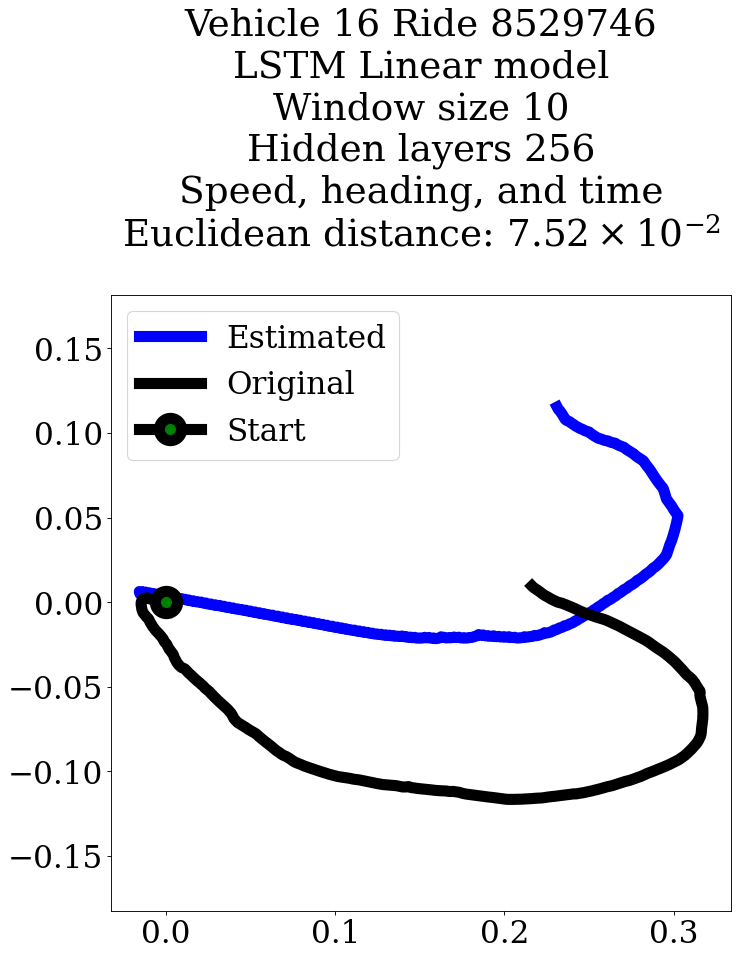 Vehicle 16 Ride 8529746
LSTM Linear model
Window size 10
Hidden layers 256
Speed, heading, and time
Euclidean distance: 7.52 × 10⁻²
Estimated
Original
Start
0.15
0.10
0.05
0.00
−0.05
−0.10
−0.15
0.0 0.1 0.2 0.3